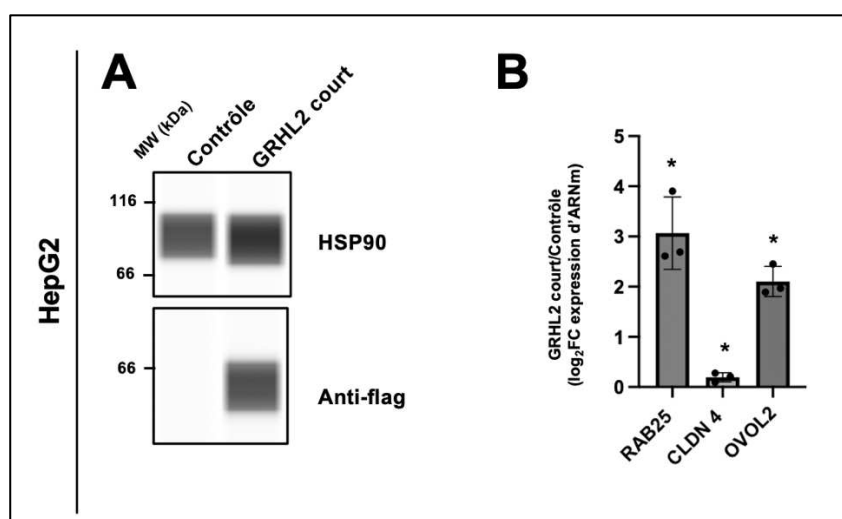 A
B
HepG2
MW (kDa)
Contrôle
GRHL2 court
116
66
HSP90
66
Anti-flag
GRHL2 court/Contrôle
(log₂FC expression d’ARNm)
5
4
3
2
1
0
*
*
*
RAB25
CLDN 4
OVOL2